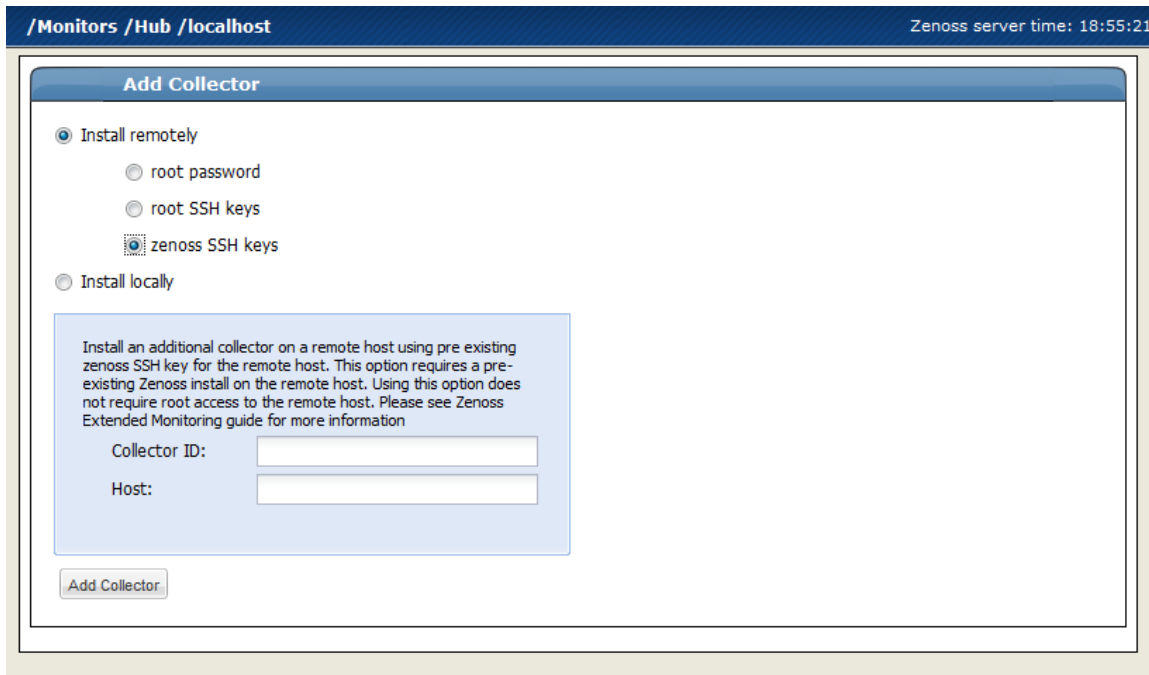 /Monitors /Hub /localhost
Zenoss server time: 18:55:21
Add Collector
Install remotely
root password
root SSH keys
zenoss SSH keys
Install locally
Install an additional collector on a remote host using pre existing
zenoss SSH key for the remote host. This option requires a pre-
existing Zenoss install on the remote host. Using this option does
not require root access to the remote host. Please see Zenoss
Extended Monitoring guide for more information
Collector ID:
Host:
Add Collector